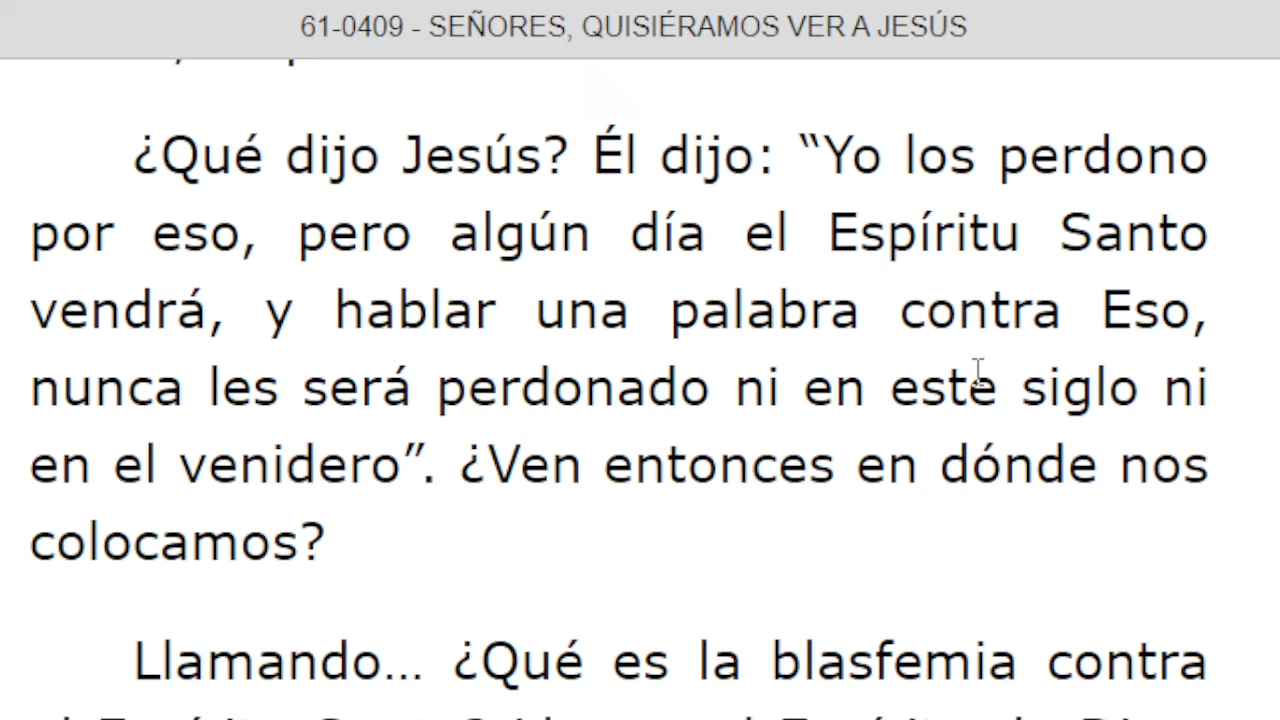 61-0409 - SEÑORES, QUISIÉRAMOS VER A JESÚS
¿Qué dijo Jesús? Él dijo: “Yo los perdono
por eso, pero algún día el Espíritu Santo
vendrá, y hablar una palabra contra Eso,
nunca les será perdonado ni en este siglo ni
en el venidero”. ¿Ven entonces en dónde nos
colocamos?
Llamando... ¿Qué es la blasfemia contra